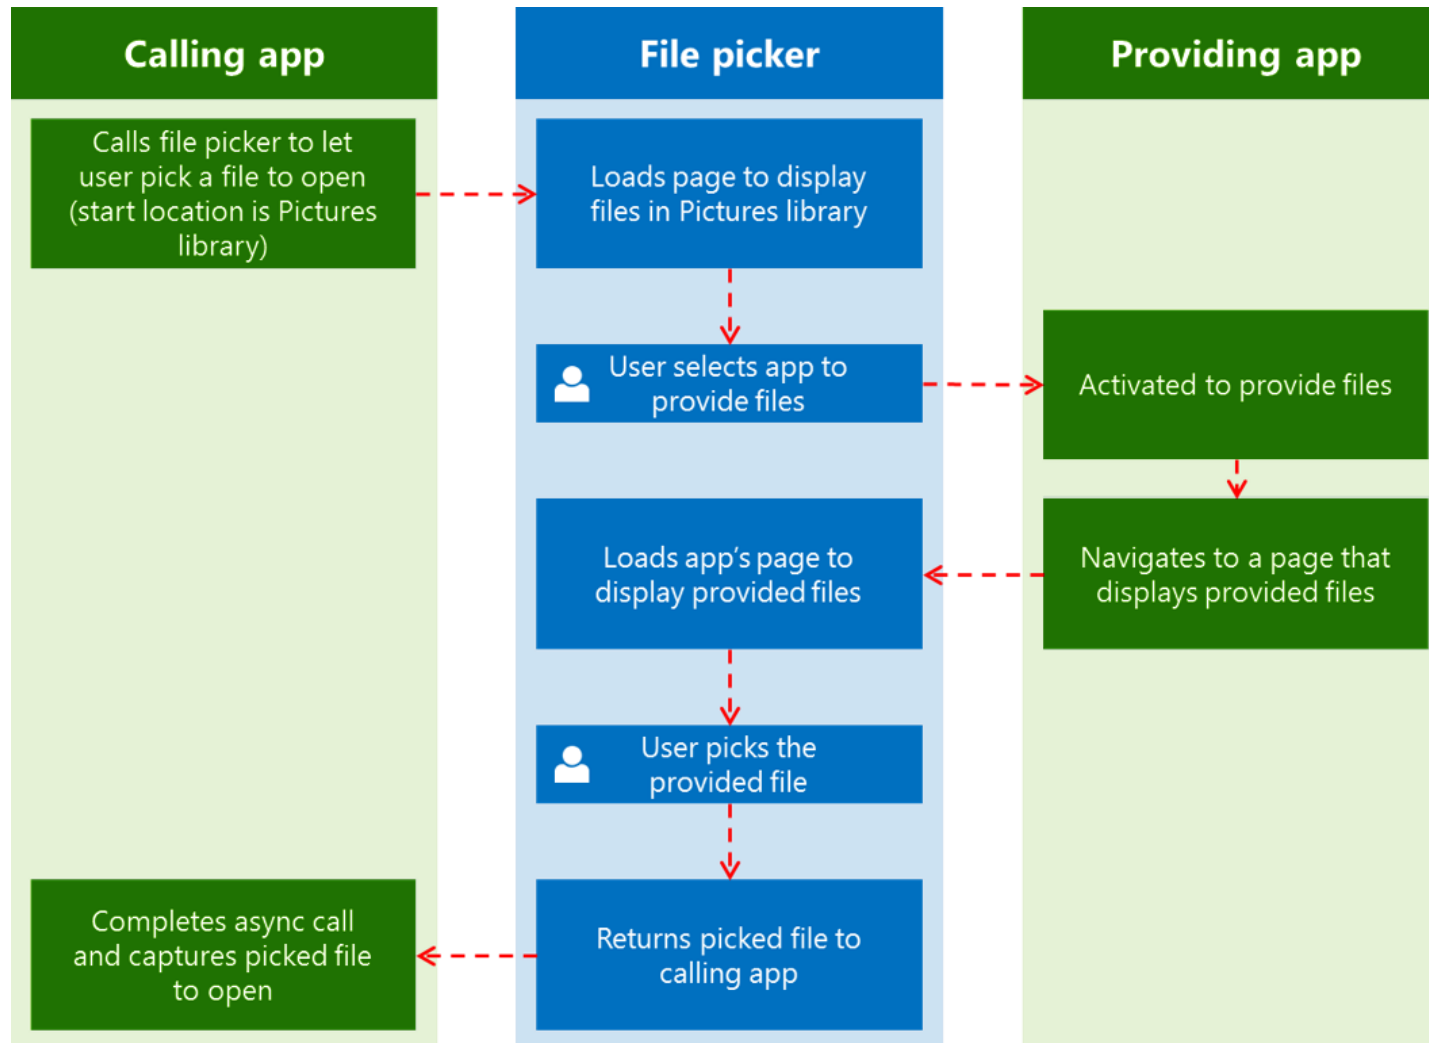 Calling app
File picker
Providing app
Calls file picker to let
user pick a file to open
(start location is Pictures
library)
Loads page to display
files in Pictures library
User selects app to
provide files
Activated to provide files
Navigates to a page that
displays provided files
Loads app’s page to
display provided files
User picks the
provided file
Returns picked file to
calling app
Completes async call
and captures picked file
to open